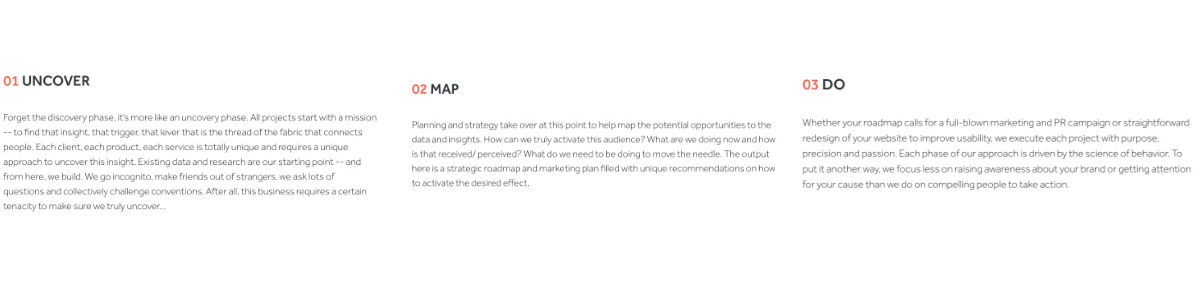 01 UNCOVER
Forget the discovery phase, it's more like an uncovery phase. All projects start with a mission
-- to find that insight, that trigger, that lever that is the thread of the fabric that connects
people. Each client, each product, each service is totally unique and requires a unique
approach to uncover this insight. Existing data and research are our starting point -- and
from here, we build. We go incognito, make friends out of strangers, we ask lots of
questions and collectively challenge conventions. After all, this business requires a certain
tenacity to make sure we truly uncover...
02 MAP
Planning and strategy take over at this point to help map the potential opportunities to the
data and insights. How can we truly activate this audience? What are we doing now and how
is that received/ perceived? What do we need to be doing to move the needle. The output
here is a strategic roadmap and marketing plan filled with unique recommendations on how
to activate the desired effect.
03 DO
Whether your roadmap calls for a full-blown marketing and PR campaign or straightforward
redesign of your website to improve usability, we execute each project with purpose,
precision and passion. Each phase of our approach is driven by the science of behavior. To
put it another way, we focus less on raising awareness about your brand or getting attention
for your cause than we do on compelling people to take action.